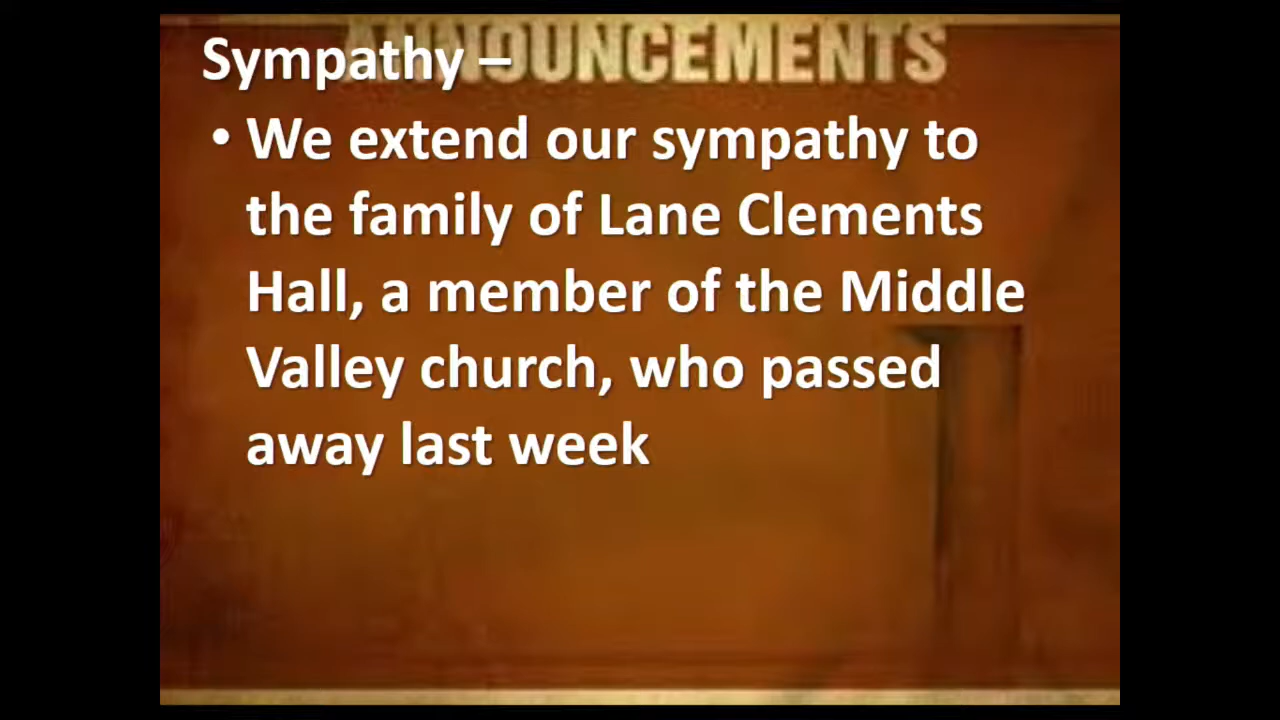 ANNOUNCEMENTS
Sympathy –
• We extend our sympathy to
the family of Lane Clements
Hall, a member of the Middle
Valley church, who passed
away last week